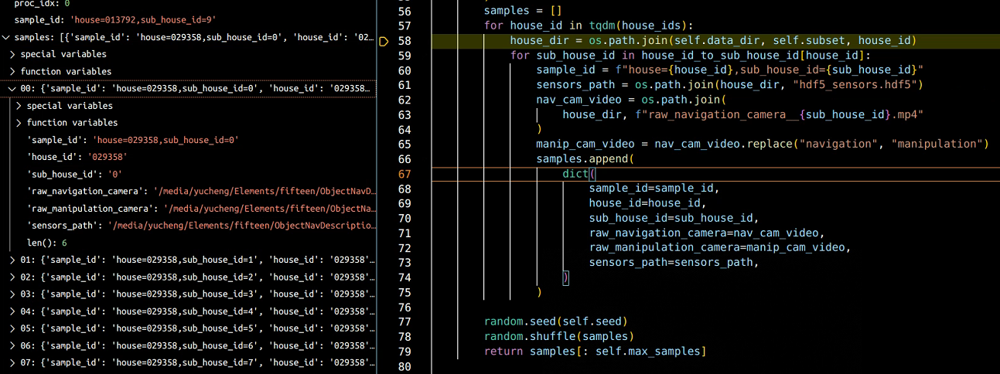 proc_idx: 0
sample_id: 'house=013792,sub_house_id=9'
samples: [{'sample_id': 'house=029358,sub_house_id=0', 'house_id': '02...
special variables
function variables
00: {'sample_id': 'house=029358,sub_house_id=0', 'house_id': '029358...
special variables
function variables
'sample_id': 'house=029358,sub_house_id=0'
'house_id': '029358'
'sub_house_id': '0'
'raw_navigation_camera': '/media/yucheng/Elements/fifteen/ObjectNavD...
'raw_manipulation_camera': '/media/yucheng/Elements/fifteen/ObjectNa...
'sensors_path': '/media/yucheng/Elements/fifteen/ObjectNavDescriptio...
len(): 6
01: {'sample_id': 'house=029358,sub_house_id=1', 'house_id': '029358'...
02: {'sample_id': 'house=029358,sub_house_id=2', 'house_id': '029358'...
03: {'sample_id': 'house=029358,sub_house_id=3', 'house_id': '029358'...
04: {'sample_id': 'house=029358,sub_house_id=4', 'house_id': '029358'...
05: {'sample_id': 'house=029358,sub_house_id=5', 'house_id': '029358'...
06: {'sample_id': 'house=029358,sub_house_id=6', 'house_id': '029358'...
07: {'sample_id': 'house=029358,sub_house_id=7', 'house_id': '029358'...
56 samples = []
57 for house_id in tqdm(house_ids):
58 house_dir = os.path.join(self.data_dir, self.subset, house_id)
59 for sub_house_id in house_id_to_sub_house_id[house_id]:
60 sample_id = f"house={house_id},sub_house_id={sub_house_id}"
61 sensors_path = os.path.join(house_dir, "hdf5_sensors.hdf5")
62 nav_cam_video = os.path.join(
63 house_dir, f"raw_navigation_camera__{sub_house_id}.mp4"
64 )
65 manip_cam_video = nav_cam_video.replace("navigation", "manipulation")
66 samples.append(
67 dict(
68 sample_id=sample_id,
69 house_id=house_id,
70 sub_house_id=sub_house_id,
71 raw_navigation_camera=nav_cam_video,
72 raw_manipulation_camera=manip_cam_video,
73 sensors_path=sensors_path,
74 )
75 )
76
77 random.seed(self.seed)
78 random.shuffle(samples)
79 return samples[: self.max_samples]
80